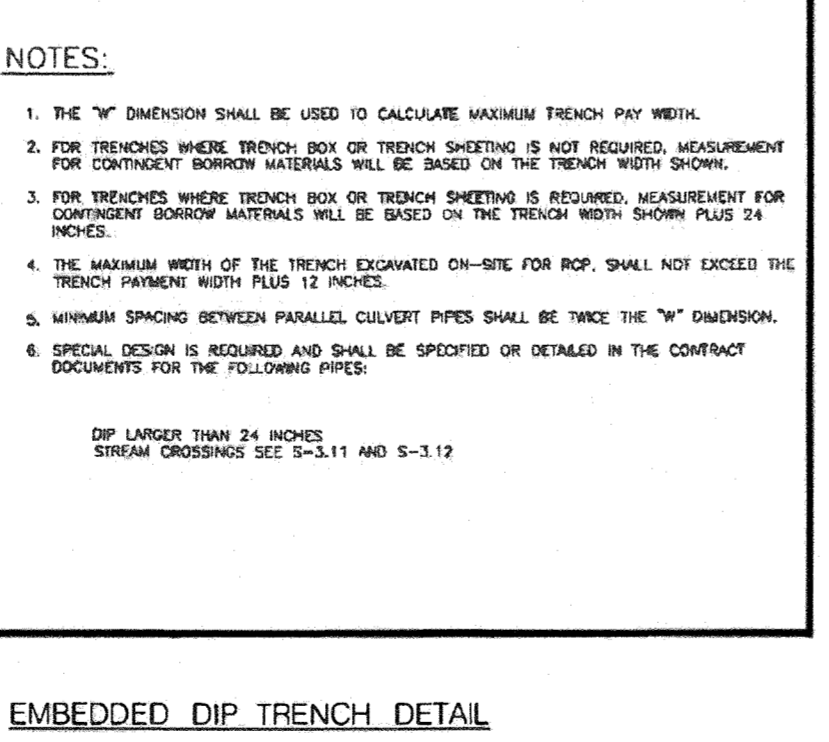 NOTES:
1. THE "W" DIMENSION SHALL BE USED TO CALCULATE MAXIMUM TRENCH PAY WIDTH.
2. FOR TRENCHES WHERE TRENCH BOX OR TRENCH SHEETING IS NOT REQUIRED, MEASUREMENT
FOR CONTINGENT BORROW MATERIALS WILL BE BASED ON THE TRENCH WIDTH SHOWN.
3. FOR TRENCHES WHERE TRENCH BOX OR TRENCH SHEETING IS REQUIRED, MEASUREMENT FOR
CONTINGENT BORROW MATERIALS WILL BE BASED ON THE TRENCH WIDTH SHOWN PLUS 24
INCHES.
4. THE MAXIMUM WIDTH OF THE TRENCH EXCAVATED ON-SITE FOR RCP, SHALL NOT EXCEED THE
TRENCH PAYMENT WIDTH PLUS 12 INCHES.
5. MINIMUM SPACING BETWEEN PARALLEL CULVERT PIPES SHALL BE TWICE THE "W" DIMENSION.
6. SPECIAL DESIGN IS REQUIRED AND SHALL BE SPECIFIED OR DETAILED IN THE CONTRACT
DOCUMENTS FOR THE FOLLOWING PIPES:
DIP LARGER THAN 24 INCHES
STREAM CROSSINGS SEE S-3.11 AND S-3.12
EMBEDDED DIP TRENCH DETAIL